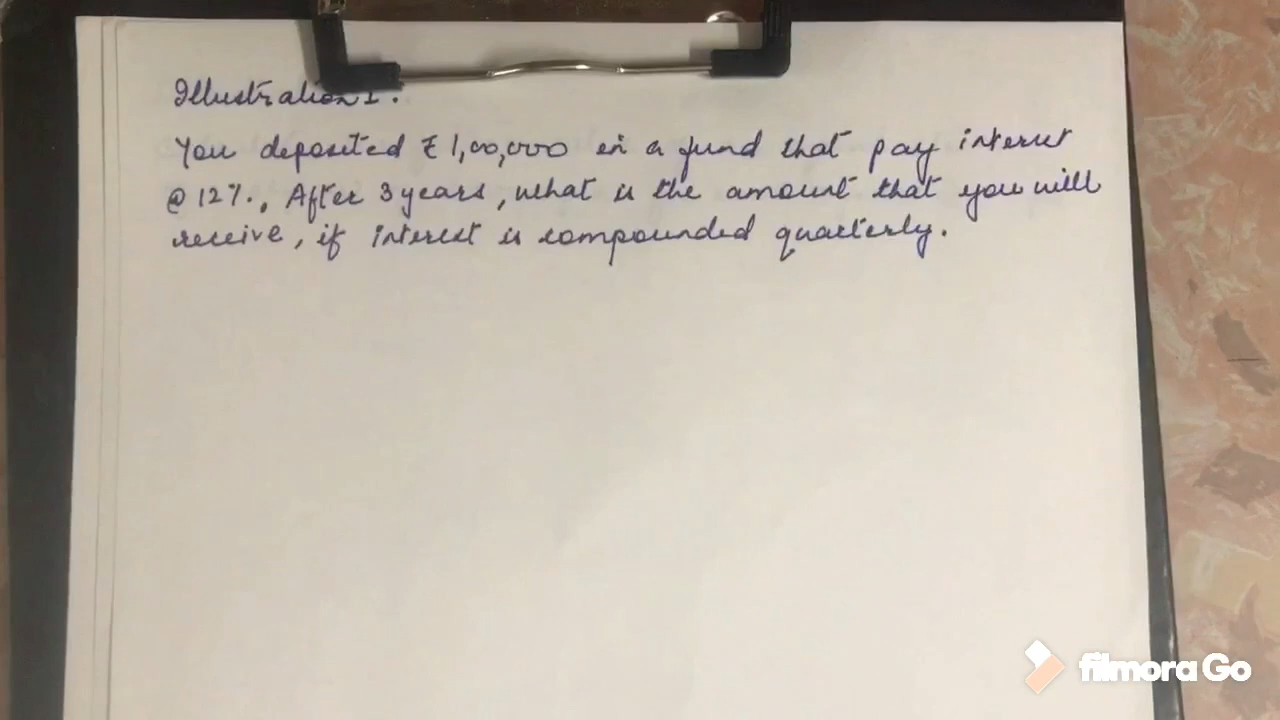 Illustration 1.
You deposited ₹1,00,000 in a fund that pay interest
@ 12%. After 3 years, what is the amount that you will
receive, if interest is compounded quarterly.
filmora Go